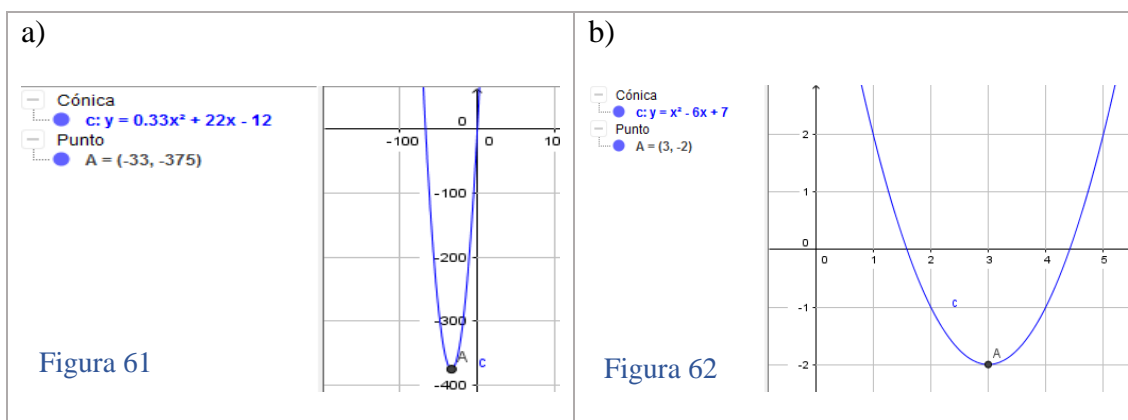 a)
Cónica
c: y = 0.33x² + 22x - 12
Punto
A = (-33, -375)
0
-100
0
10
-100
-200
-300
A
c
-400
Figura 61
b)
Cónica
c: y = x² - 6x + 7
Punto
A = (3, -2)
2
1
0
0
1
2
3
4
5
-1
c
A
-2
Figura 62